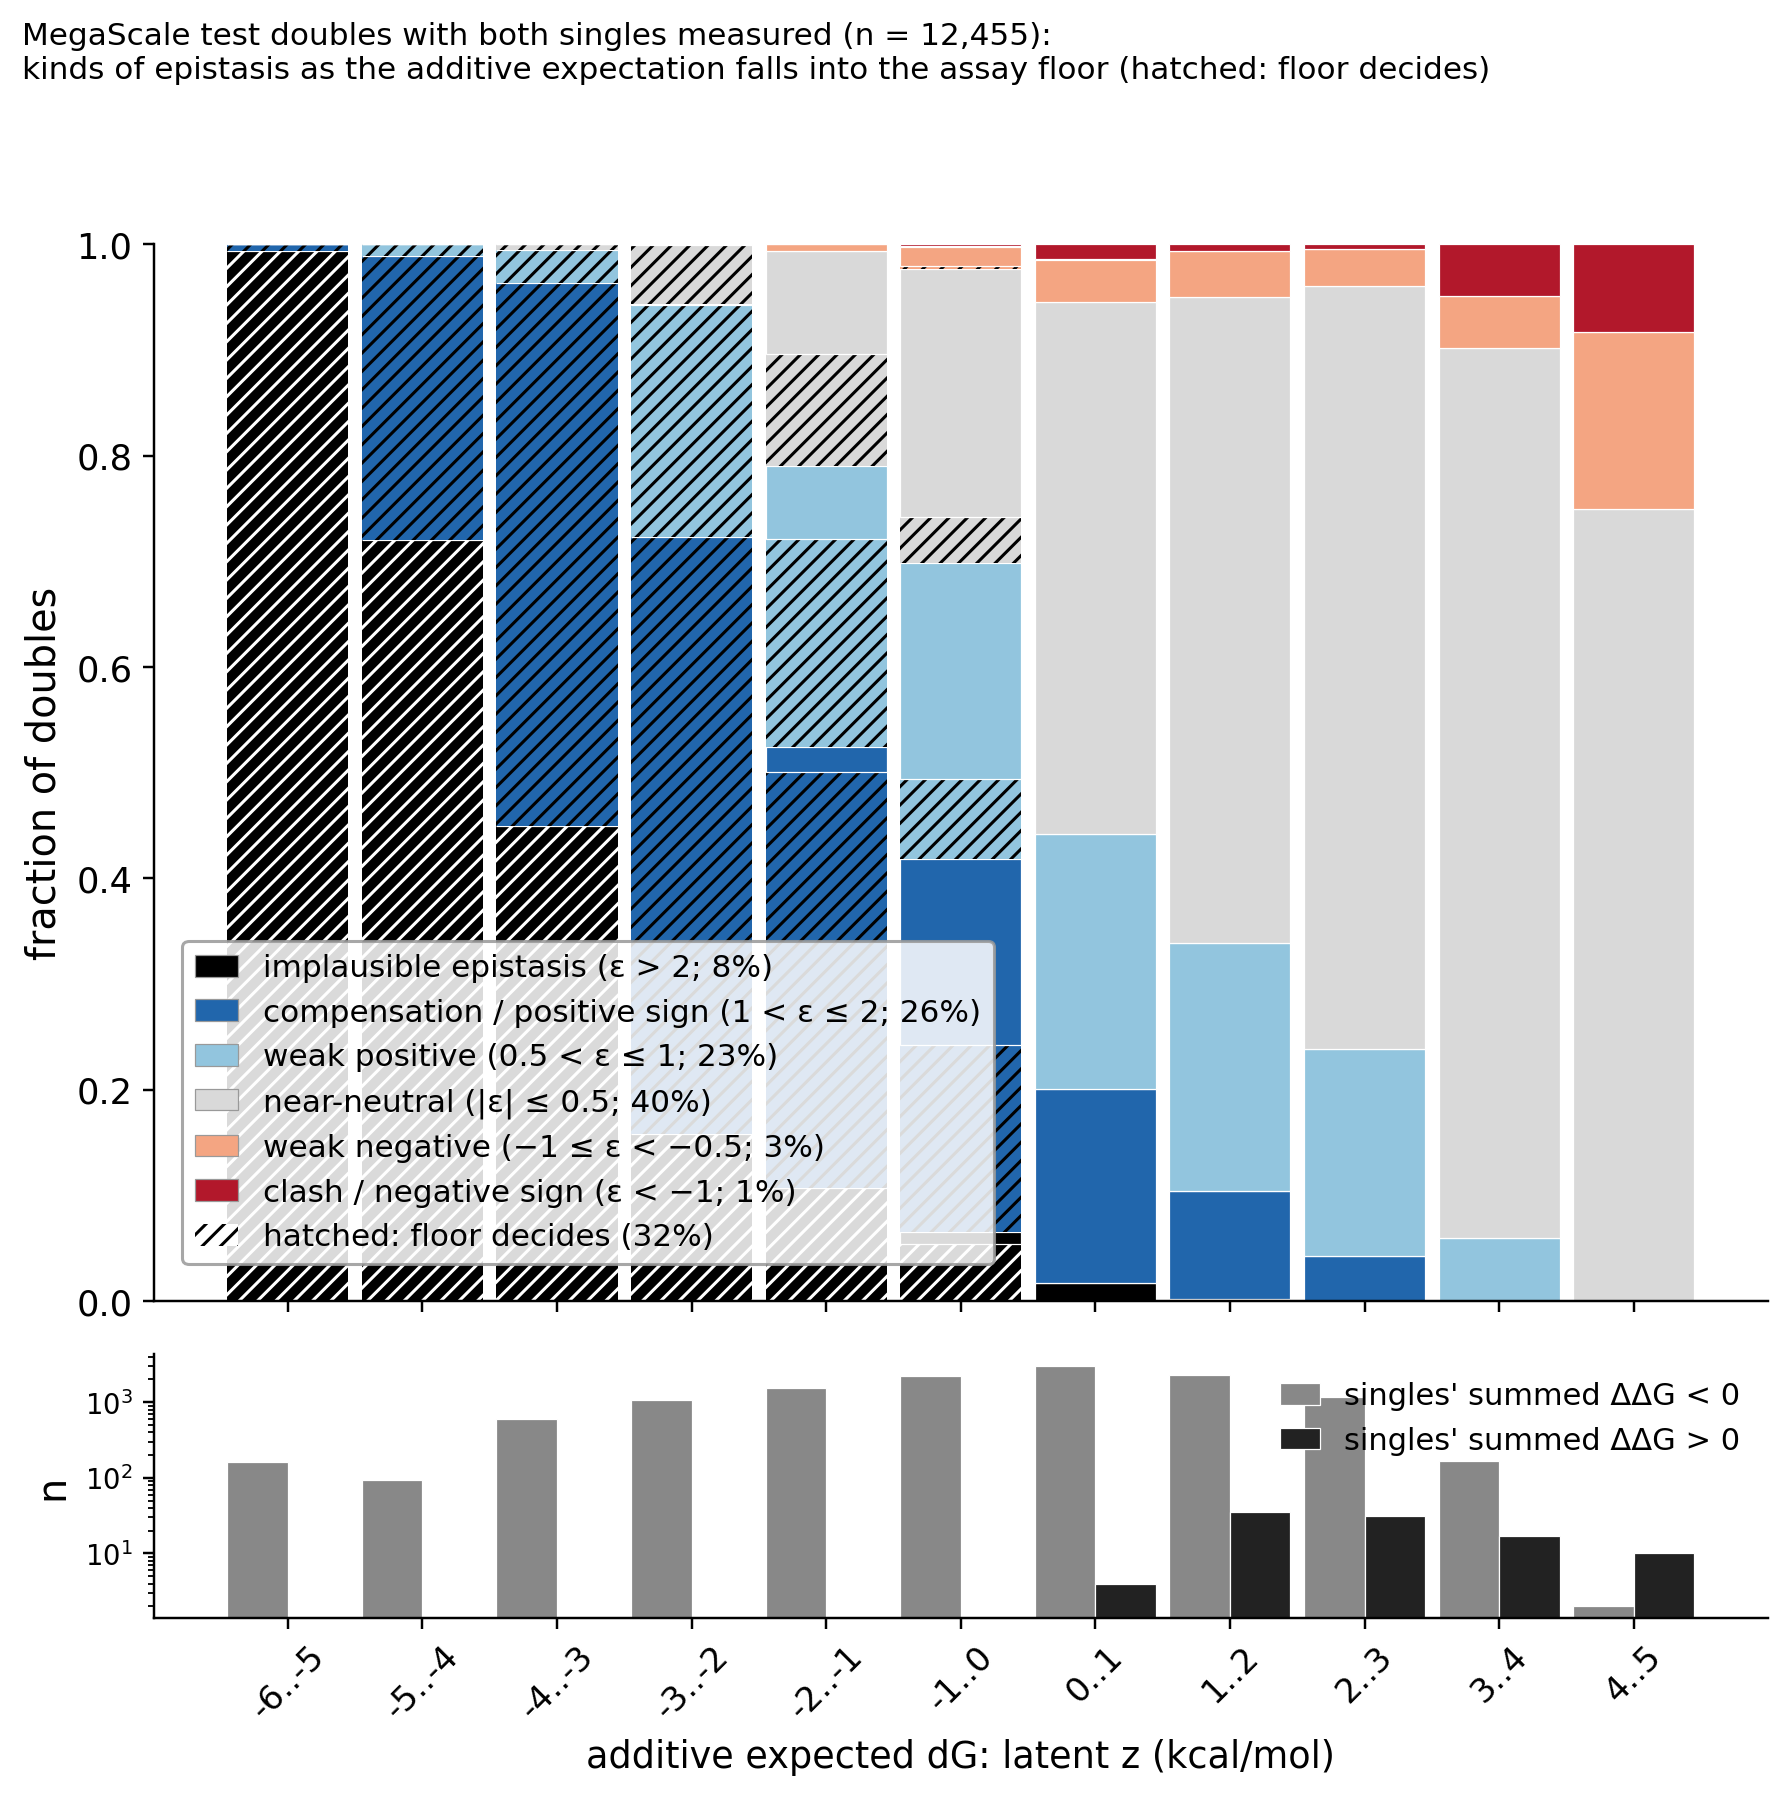 MegaScale test doubles with both singles measured (n = 12,455):
kinds of epistasis as the additive expectation falls into the assay floor (hatched: floor decides)
fraction of doubles
1.0
0.8
0.6
0.4
0.2
0.0
implausible epistasis (ε > 2; 8%)
compensation / positive sign (1 < ε ≤ 2; 26%)
weak positive (0.5 < ε ≤ 1; 23%)
near-neutral (|ε| ≤ 0.5; 40%)
weak negative (−1 ≤ ε < −0.5; 3%)
clash / negative sign (ε < −1; 1%)
hatched: floor decides (32%)
n
10³
10²
10¹
singles' summed ΔΔG < 0
singles' summed ΔΔG > 0
-6..-5
-5..-4
-4..-3
-3..-2
-2..-1
-1..0
0..1
1..2
2..3
3..4
4..5
additive expected dG: latent z (kcal/mol)